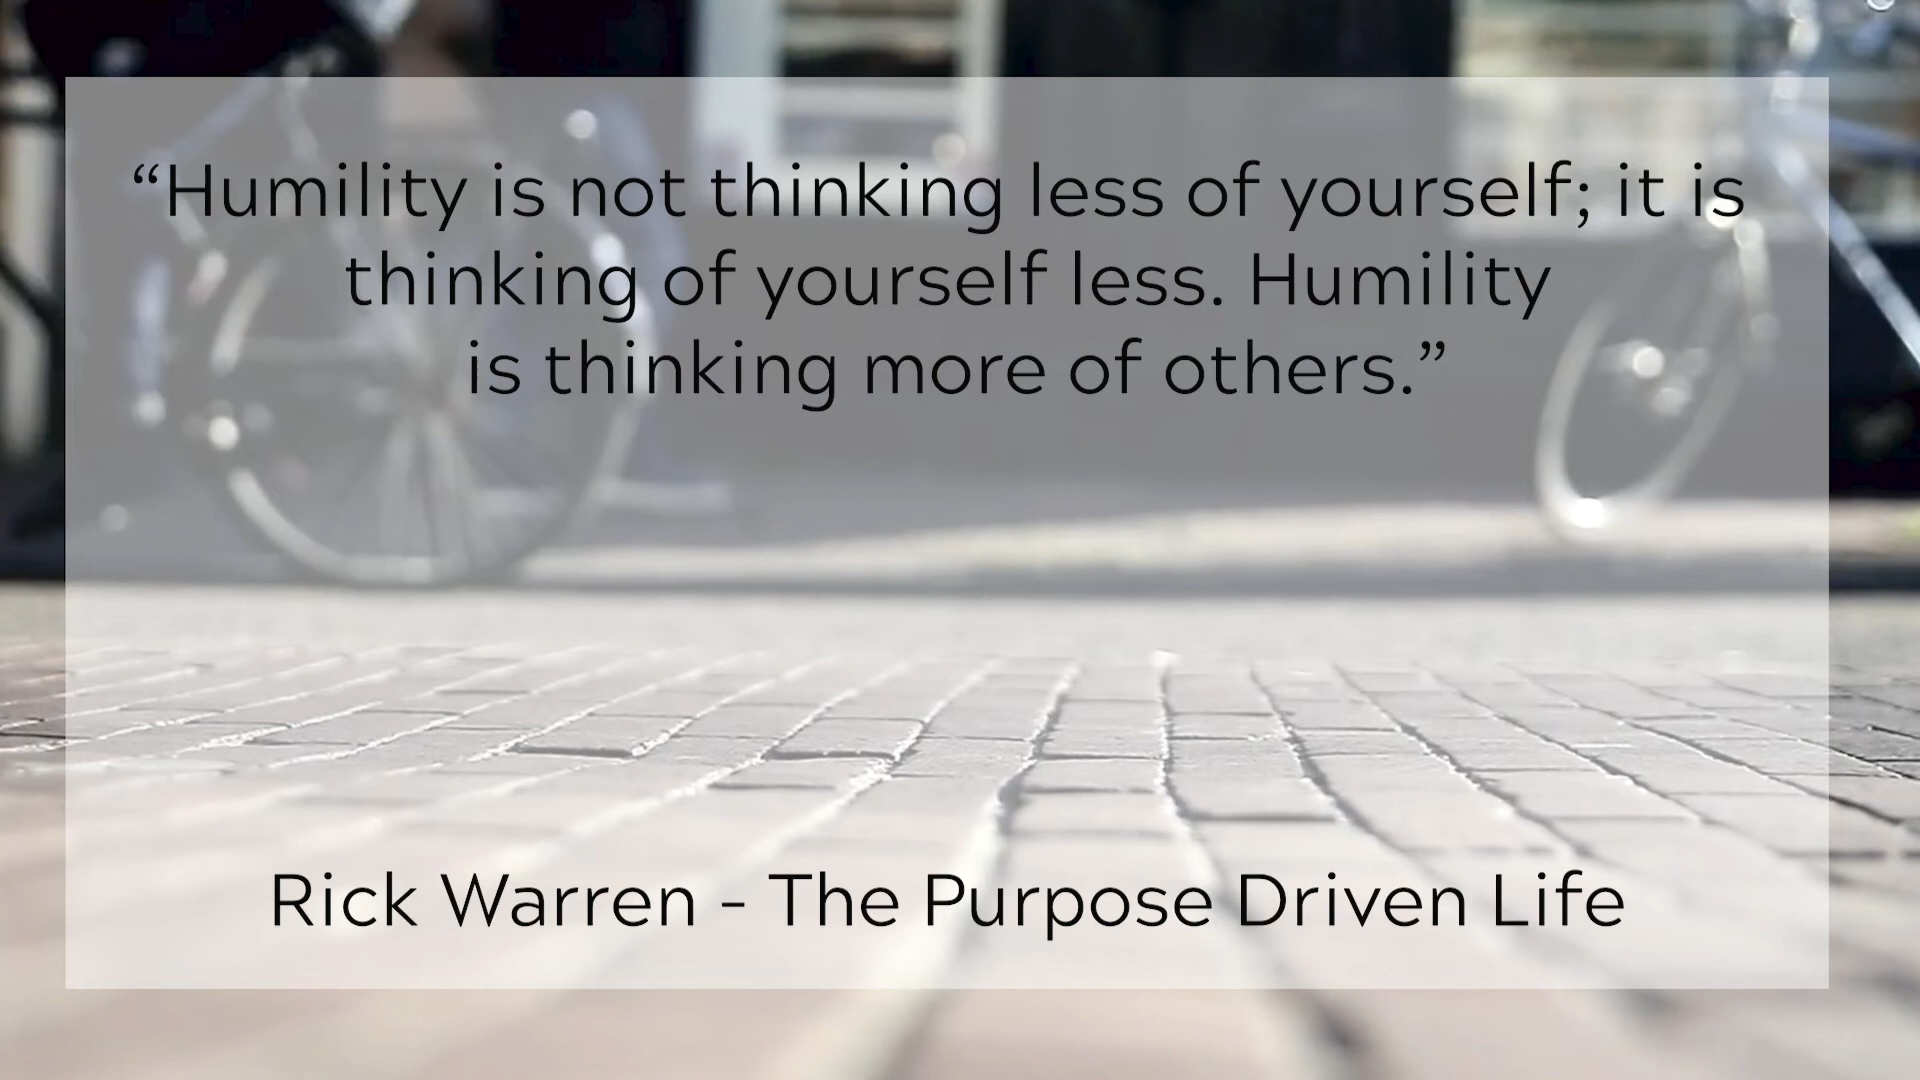 “Humility is not thinking less of yourself; it is
thinking of yourself less. Humility
is thinking more of others.”
Rick Warren - The Purpose Driven Life